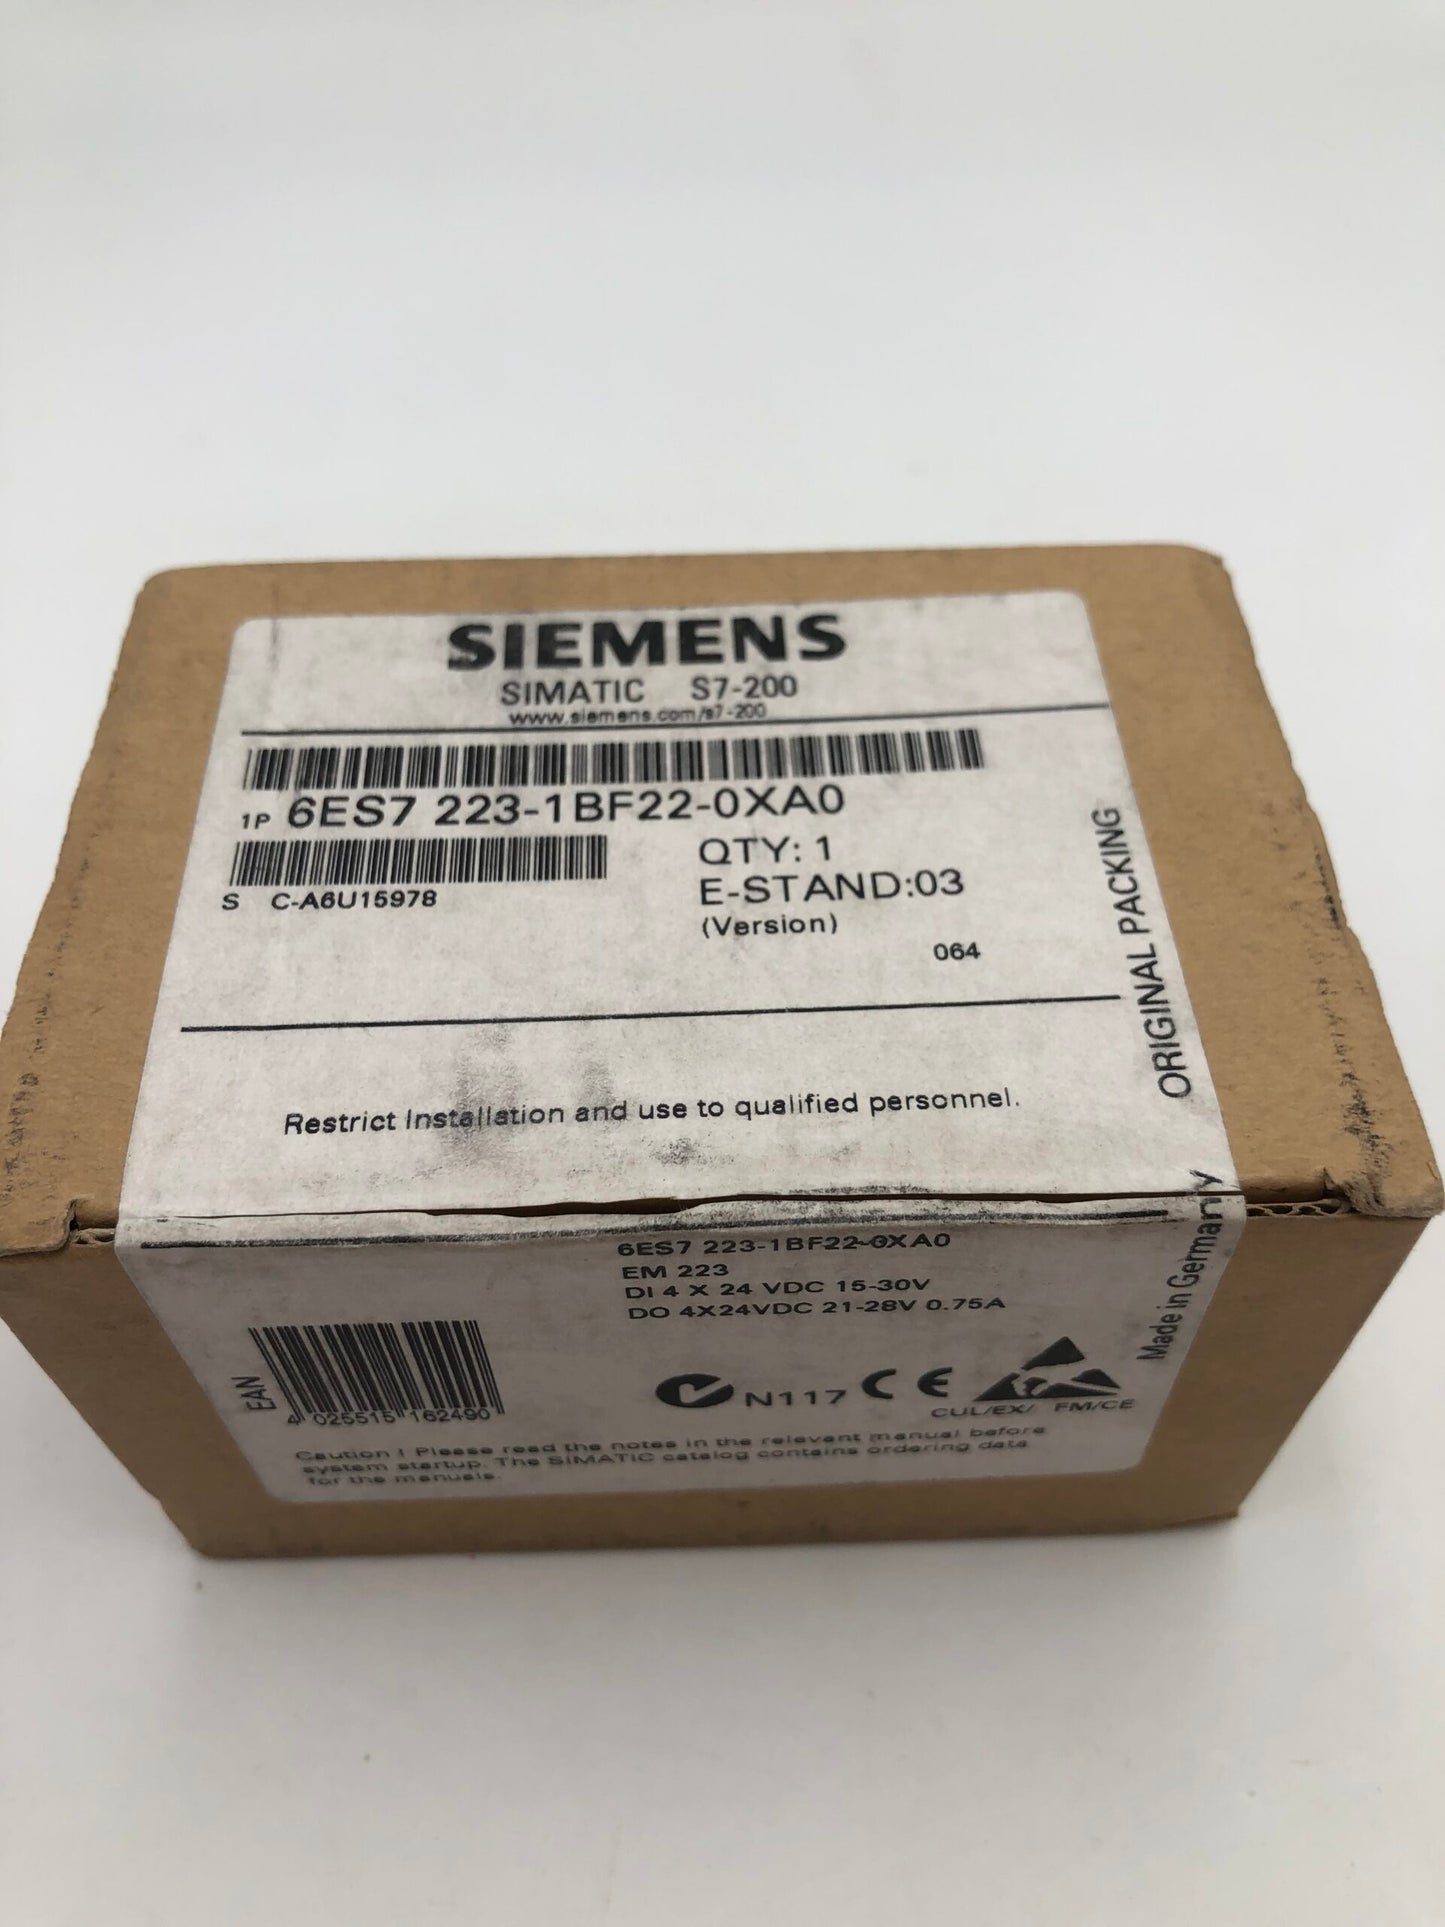 SIEMENS
SIMATIC S7-200
www.siemens.com/s7-200
1P 6ES7 223-1BF22-0XA0
S C-A6U15978
QTY: 1
E-STAND:03
(Version)
064
ORIGINAL PACKING
Restrict Installation and use to qualified personnel.
6ES7 223-1BF22-0XA0
EM 223
DI 4 X 24 VDC 15-30V
DO 4X24VDC 21-28V 0.75A
Made in Germany
EAN
4 025515 162490
N117 CE
CUL/EX/ FM/CE
Caution ! Please read the notes in the relevant manual before
system startup. The SIMATIC catalog contains ordering data
for the manuals.